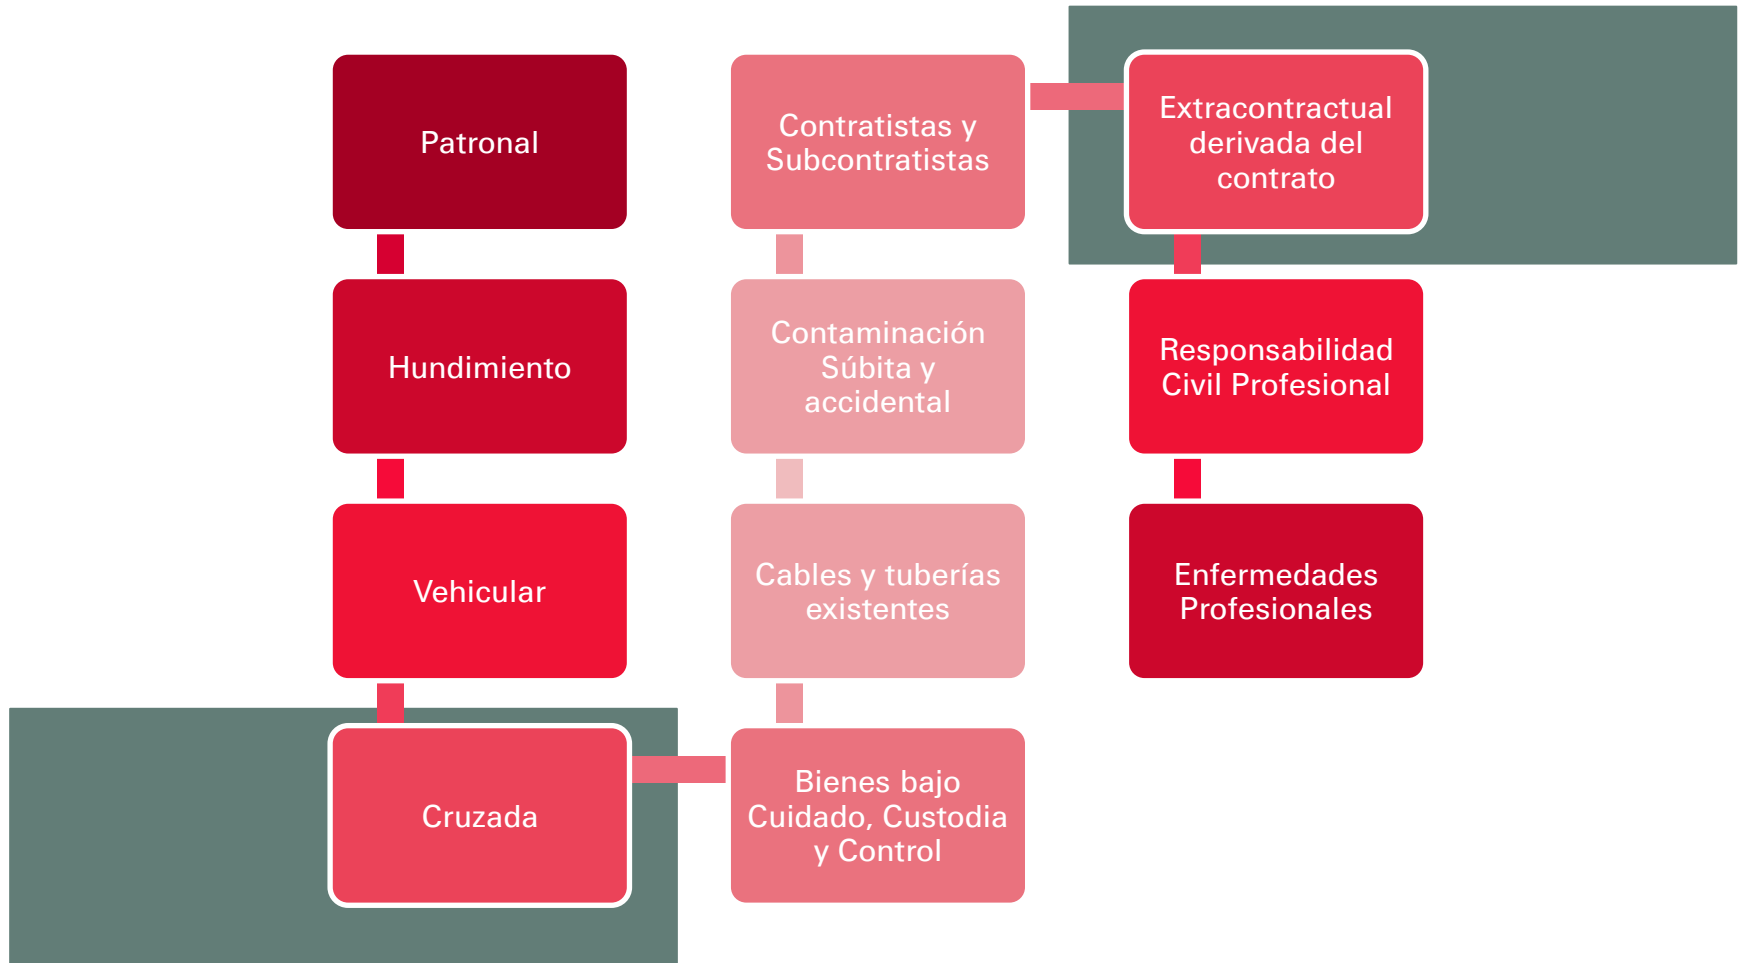 Patronal
Hundimiento
Vehicular
Cruzada
Bienes bajo
Cuidado, Custodia
y Control
Cables y tuberías
existentes
Contaminación
Súbita y
accidental
Contratistas y
Subcontratistas
Extracontractual
derivada del
contrato
Responsabilidad
Civil Profesional
Enfermedades
Profesionales